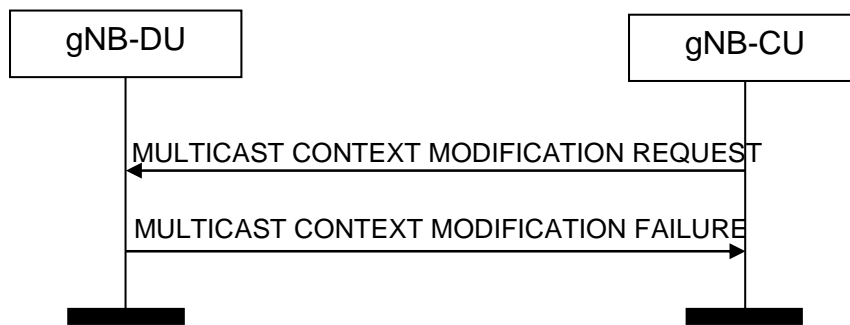 gNB-DU
gNB-CU
MULTICAST CONTEXT MODIFICATION REQUEST
MULTICAST CONTEXT MODIFICATION FAILURE